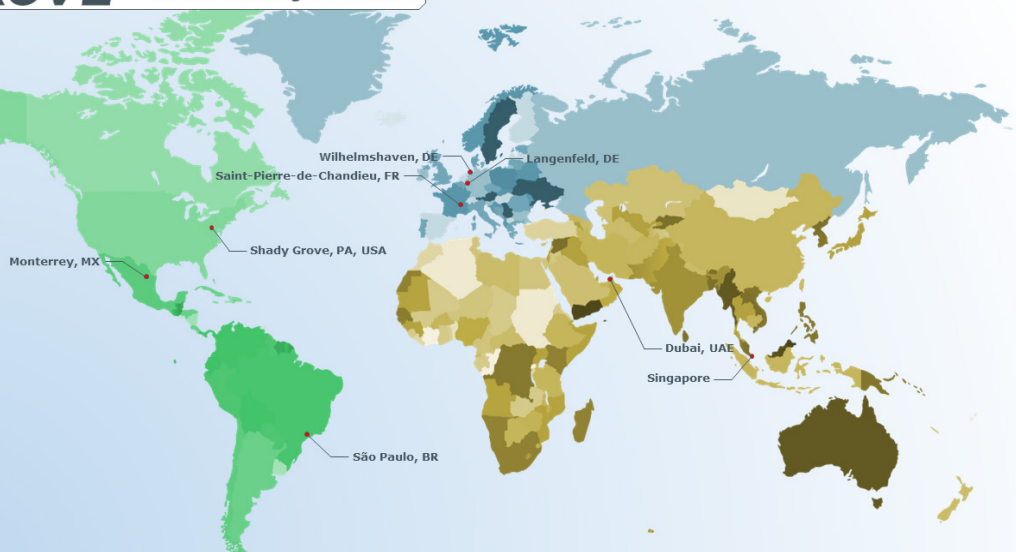 Wilhelmshaven, DE
Langenfeld, DE
Saint-Pierre-de-Chandieu, FR
Shady Grove, PA, USA
Monterrey, MX
Dubai, UAE
Singapore
São Paulo, BR